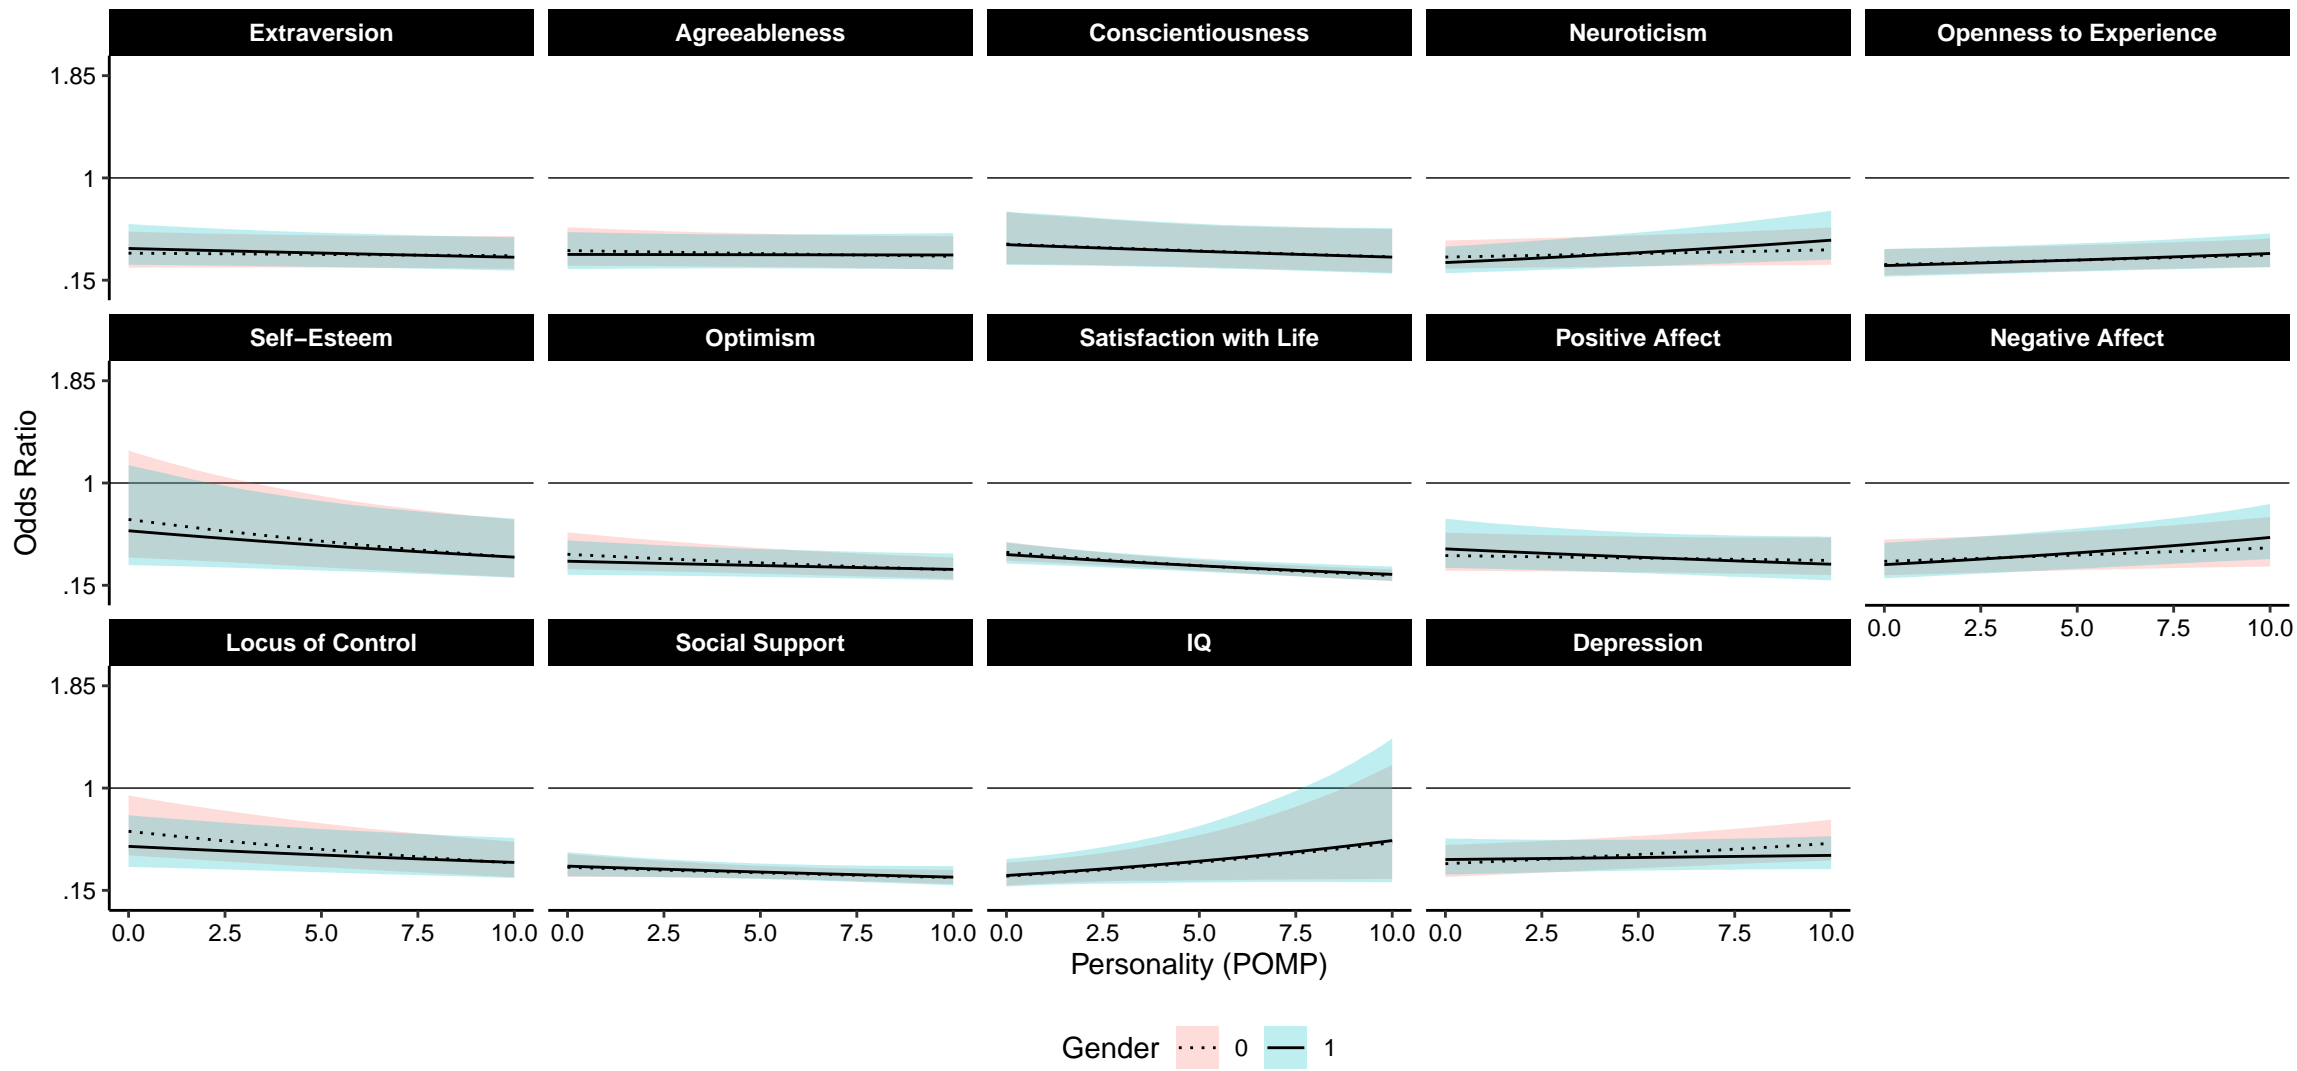 Extraversion Agreeableness Conscientiousness Neuroticism Openness to Experience
1.85
1
.15
Self−Esteem Optimism Satisfaction with Life Positive Affect Negative Affect
1.85
1
.15
0.0 2.5 5.0 7.5 10.0
Locus of Control Social Support IQ Depression
1.85
1
.15
0.0 2.5 5.0 7.5 10.0 0.0 2.5 5.0 7.5 10.0 0.0 2.5 5.0 7.5 10.0 0.0 2.5 5.0 7.5 10.0
Odds Ratio
Personality (POMP)
Gender 0 1